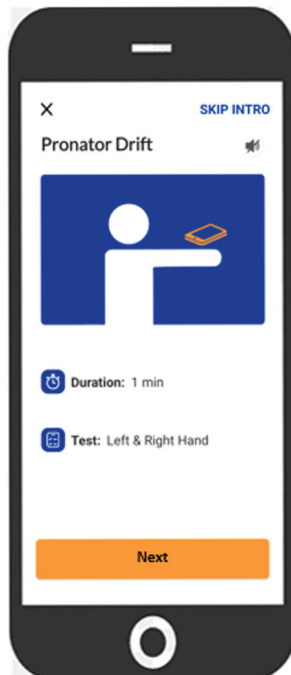 SKIP INTRO
Pronator Drift
Duration: 1 min
Test: Left & Right Hand
Next